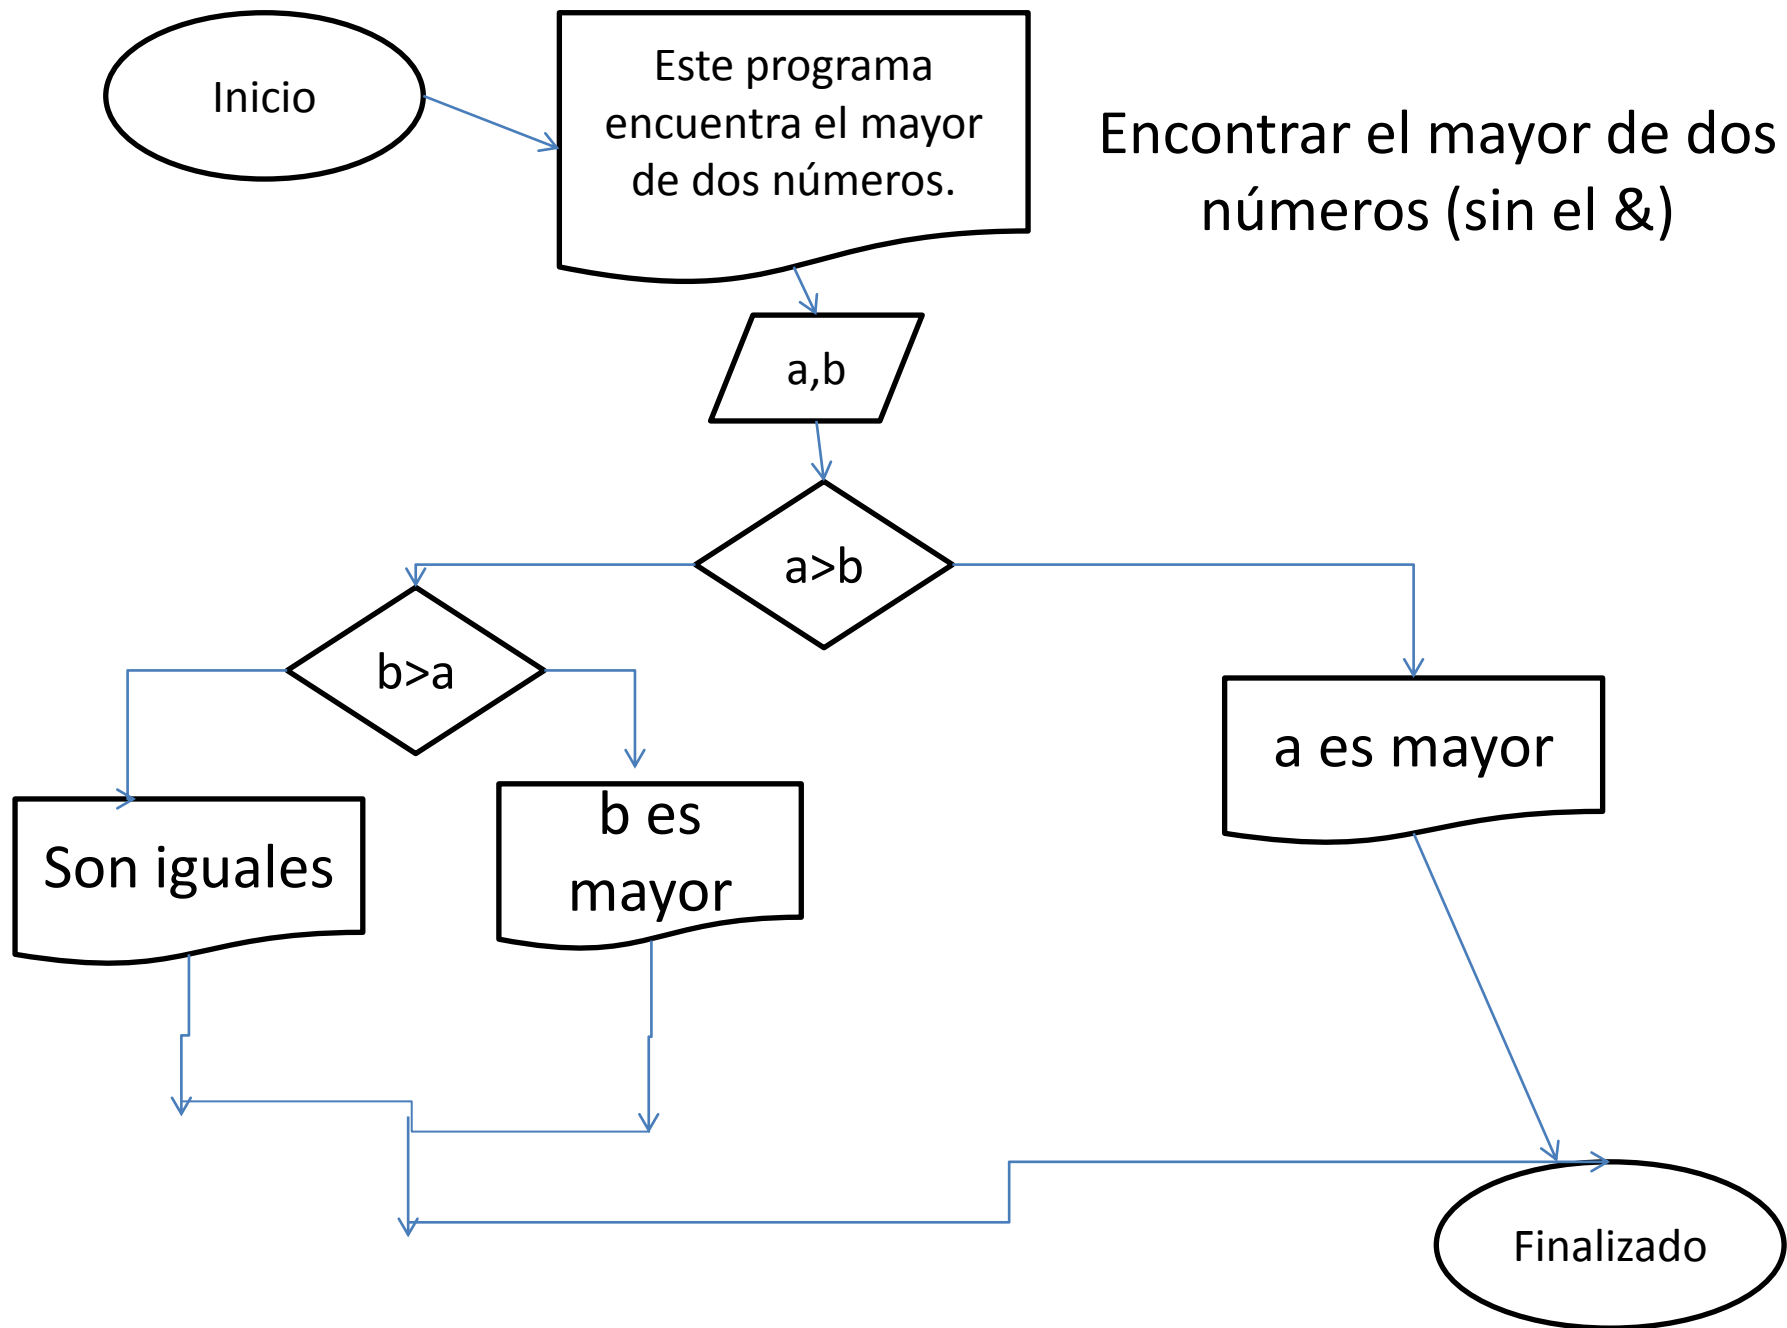 Inicio
Este programa
encuentra el mayor
de dos números.
Encontrar el mayor de dos
números (sin el &)
a,b
a>b
b>a
a es mayor
Son iguales
b es
mayor
Finalizado